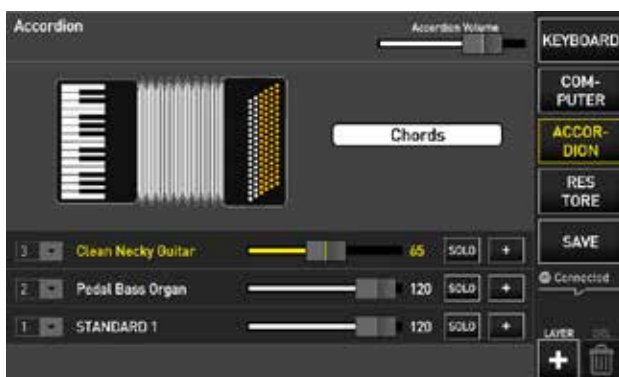 Accordion
Accordion Volume
KEYBOARD
COM-
PUTER
ACCOR-
DION
RES
TORE
SAVE
Connected
LAYER DEL
Chords
3 Clean Necky Guitar 65 SOLO +
2 Pedal Bass Organ 120 SOLO +
1 STANDARD 1 120 SOLO +
+